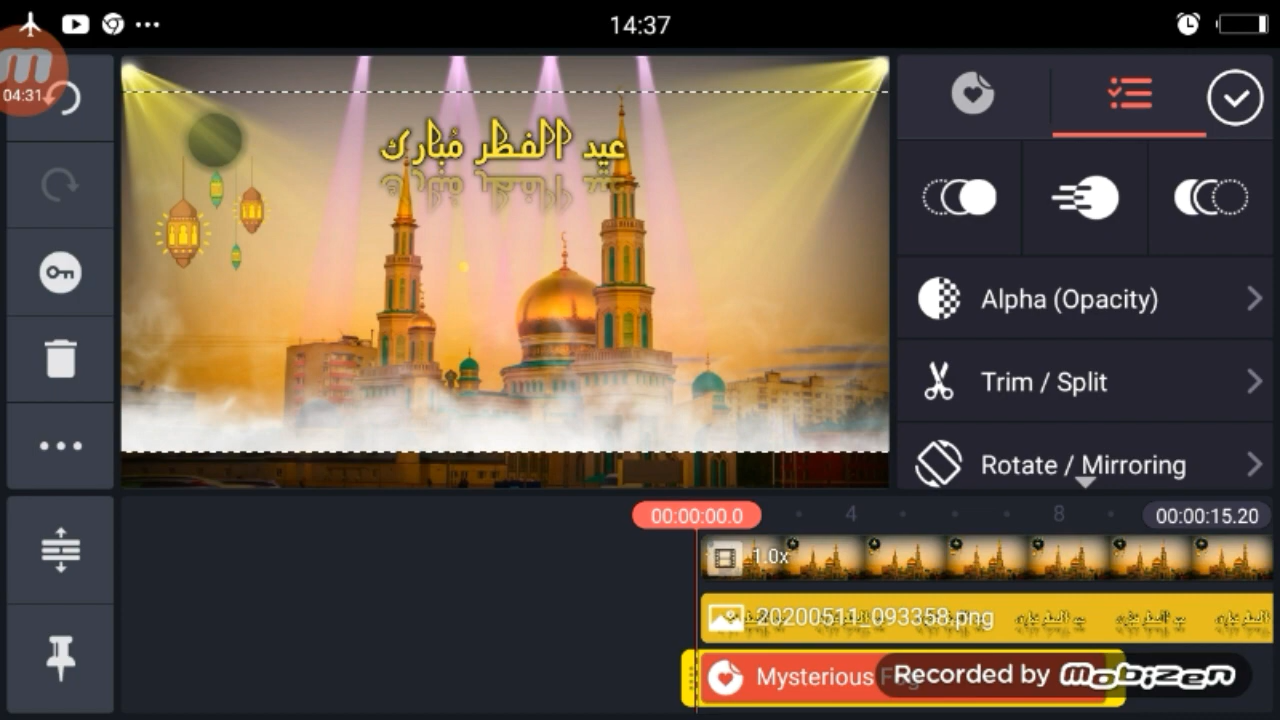 14:37
04:31
عيد الفطر مُبارك
Alpha (Opacity)
Trim / Split
Rotate / Mirroring
00:00:00.0
4
8
00:00:15.20
1.0x
20200511_093358.png
Mysterious
Recorded by mobizen